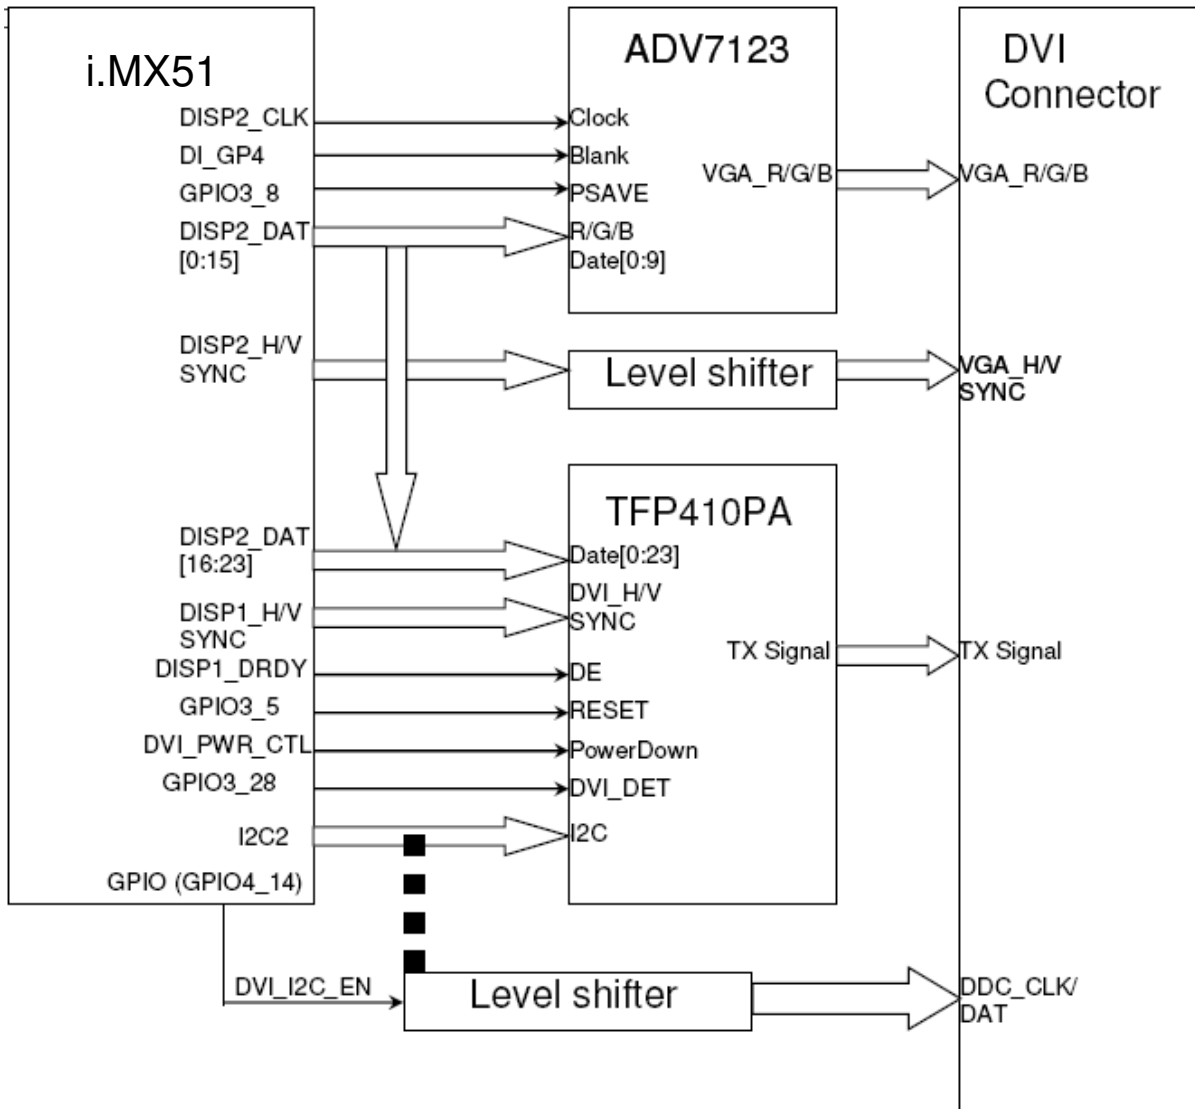 i.MX51
DISP2_CLK
DI_GP4
GPIO3_8
DISP2_DAT
[0:15]
DISP2_H/V
SYNC
DISP2_DAT
[16:23]
DISP1_H/V
SYNC
DISP1_DRDY
GPIO3_5
DVI_PWR_CTL
GPIO3_28
I2C2
GPIO (GPIO4_14)
DVI_I2C_EN
ADV7123
Clock
Blank
PSAVE
R/G/B
Date[0:9]
VGA_R/G/B
Level shifter
TFP410PA
Date[0:23]
DVI_H/V
SYNC
DE
RESET
PowerDown
DVI_DET
I2C
TX Signal
Level shifter
DVI
Connector
VGA_R/G/B
VGA_H/V
SYNC
TX Signal
DDC_CLK/
DAT